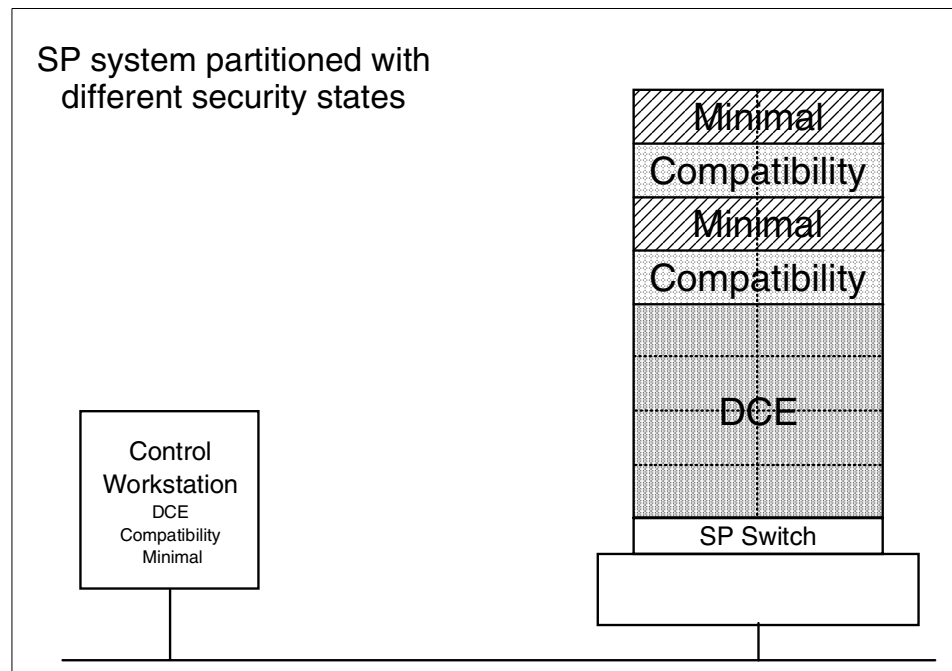 SP system partitioned with
different security states
Minimal
Compatibility
Minimal
Compatibility
DCE
SP Switch
Control
Workstation
DCE
Compatibility
Minimal